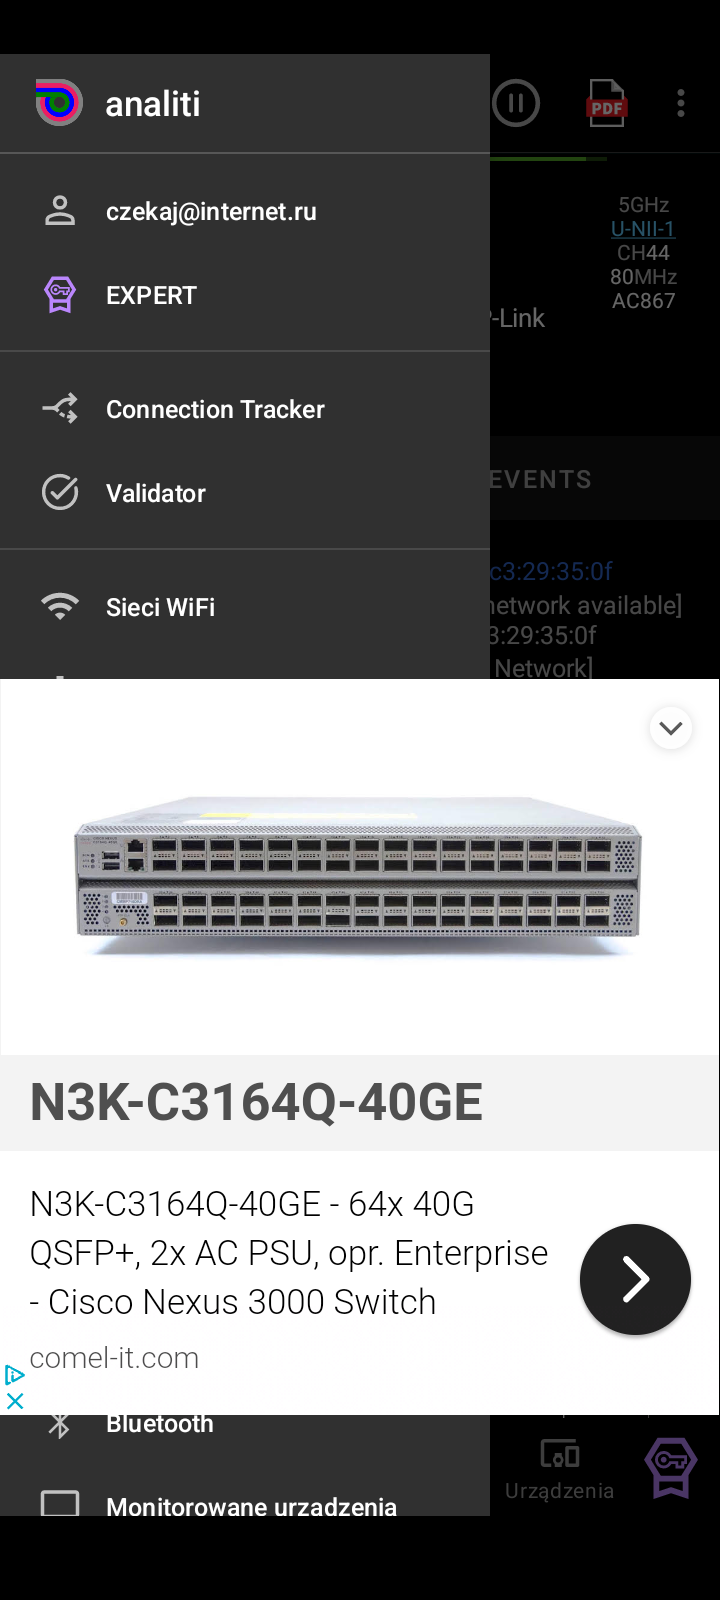 analiti
PDF
czekaj@internet.ru
5GHz
U-NII-1
CH44
80MHz
AC867
EXPERT
-Link
Connection Tracker
EVENTS
Validator
c3:29:35:0f
Sieci WiFi
network available]
3:29:35:0f
Network]
N3K-C3164Q-40GE
N3K-C3164Q-40GE - 64x 40G
QSFP+, 2x AC PSU, opr. Enterprise
- Cisco Nexus 3000 Switch
comel-it.com
Bluetooth
Urządzenia
Monitorowane urzadzenia